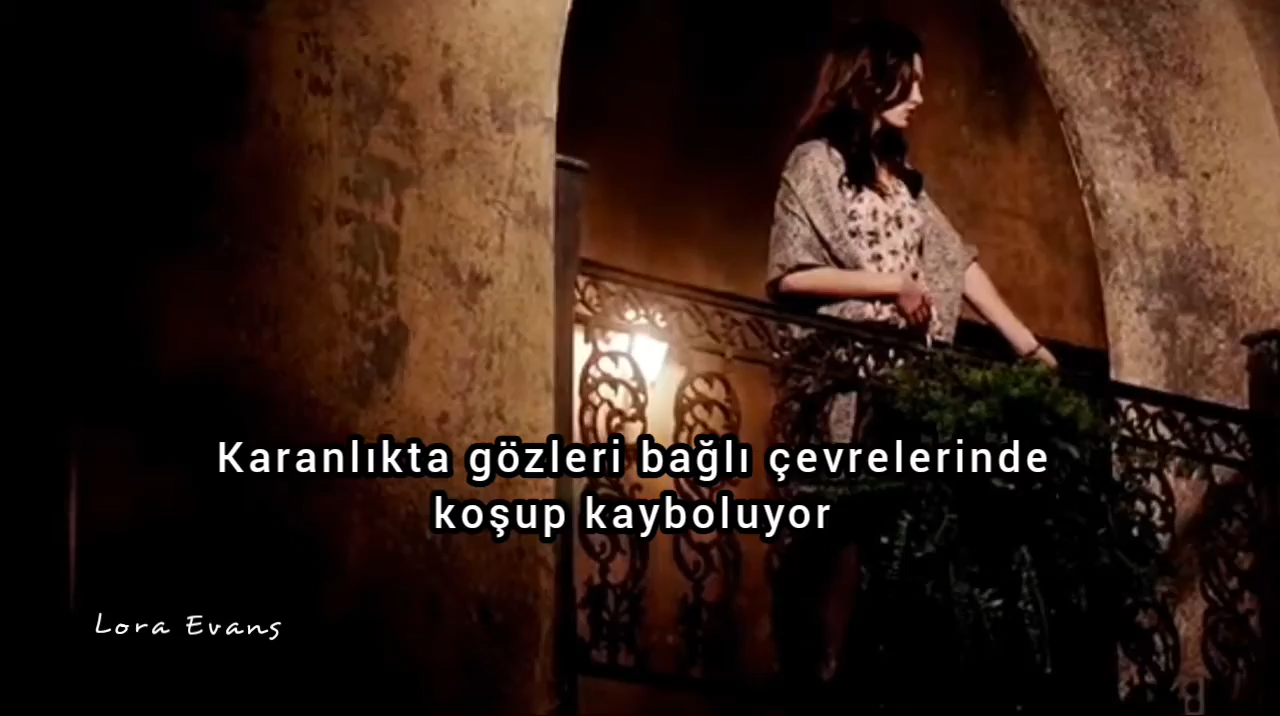 Karanlıkta gözleri bağlı çevrelerinde
koşup kayboluyor
Lora Evans